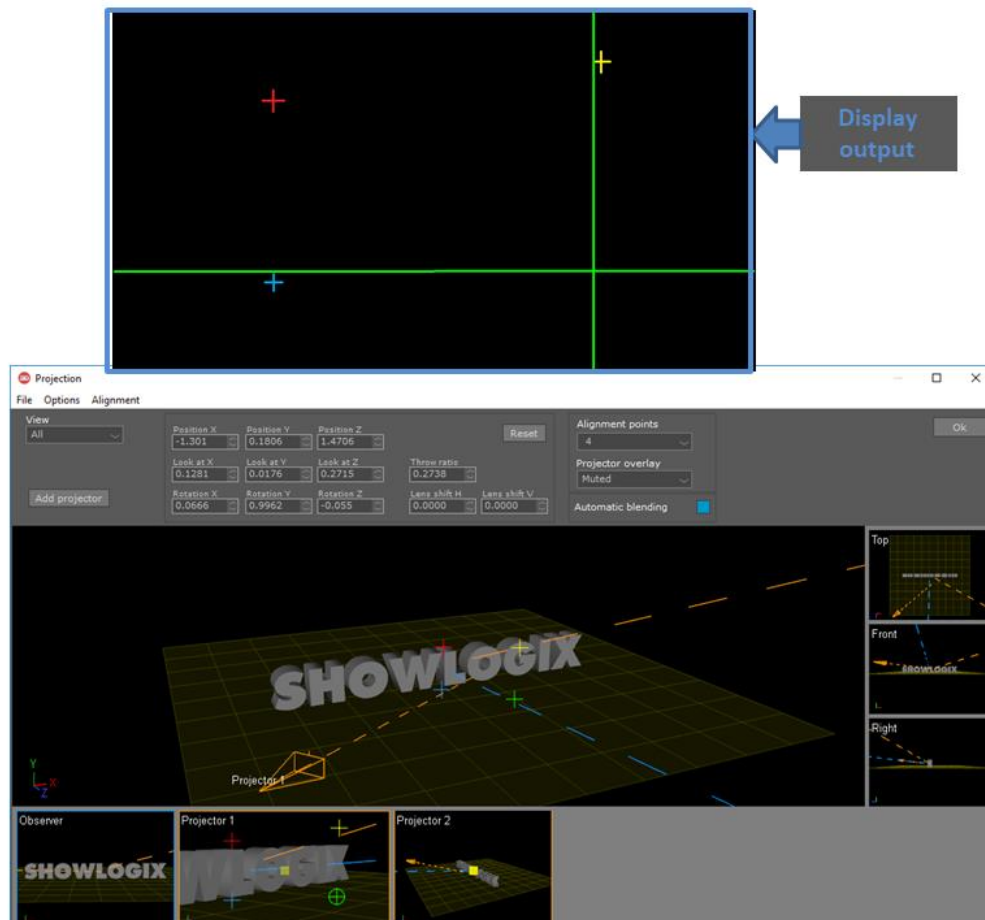 Display
output
Projection
File Options Alignment
View
All
Add projector
Position X Position Y Position Z
-1.301 0.1806 1.4706
Reset
Look at X Look at Y Look at Z Throw ratio
0.1281 0.0176 0.2715 0.2738
Rotation X Rotation Y Rotation Z Lens shift H Lens shift V
0.0666 0.9962 -0.055 0.0000 0.0000
Alignment points
4
Projector overlay
Muted
Automatic blending
Ok
SHOWLOGIX
Projector 1
Y
X
Z
Top
Front
SHOWLOGIX
Right
Observer
SHOWLOGIX
Projector 1
WLOGIX
Projector 2